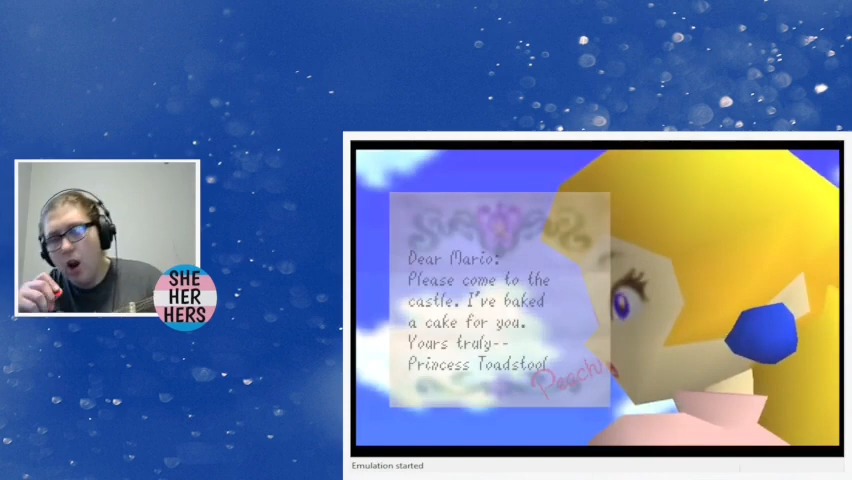 SHE
HER
HERS
Dear Mario:
Please come to the
castle. I've baked
a cake for you.
Yours truly--
Princess Toadstool
Peach
Emulation started